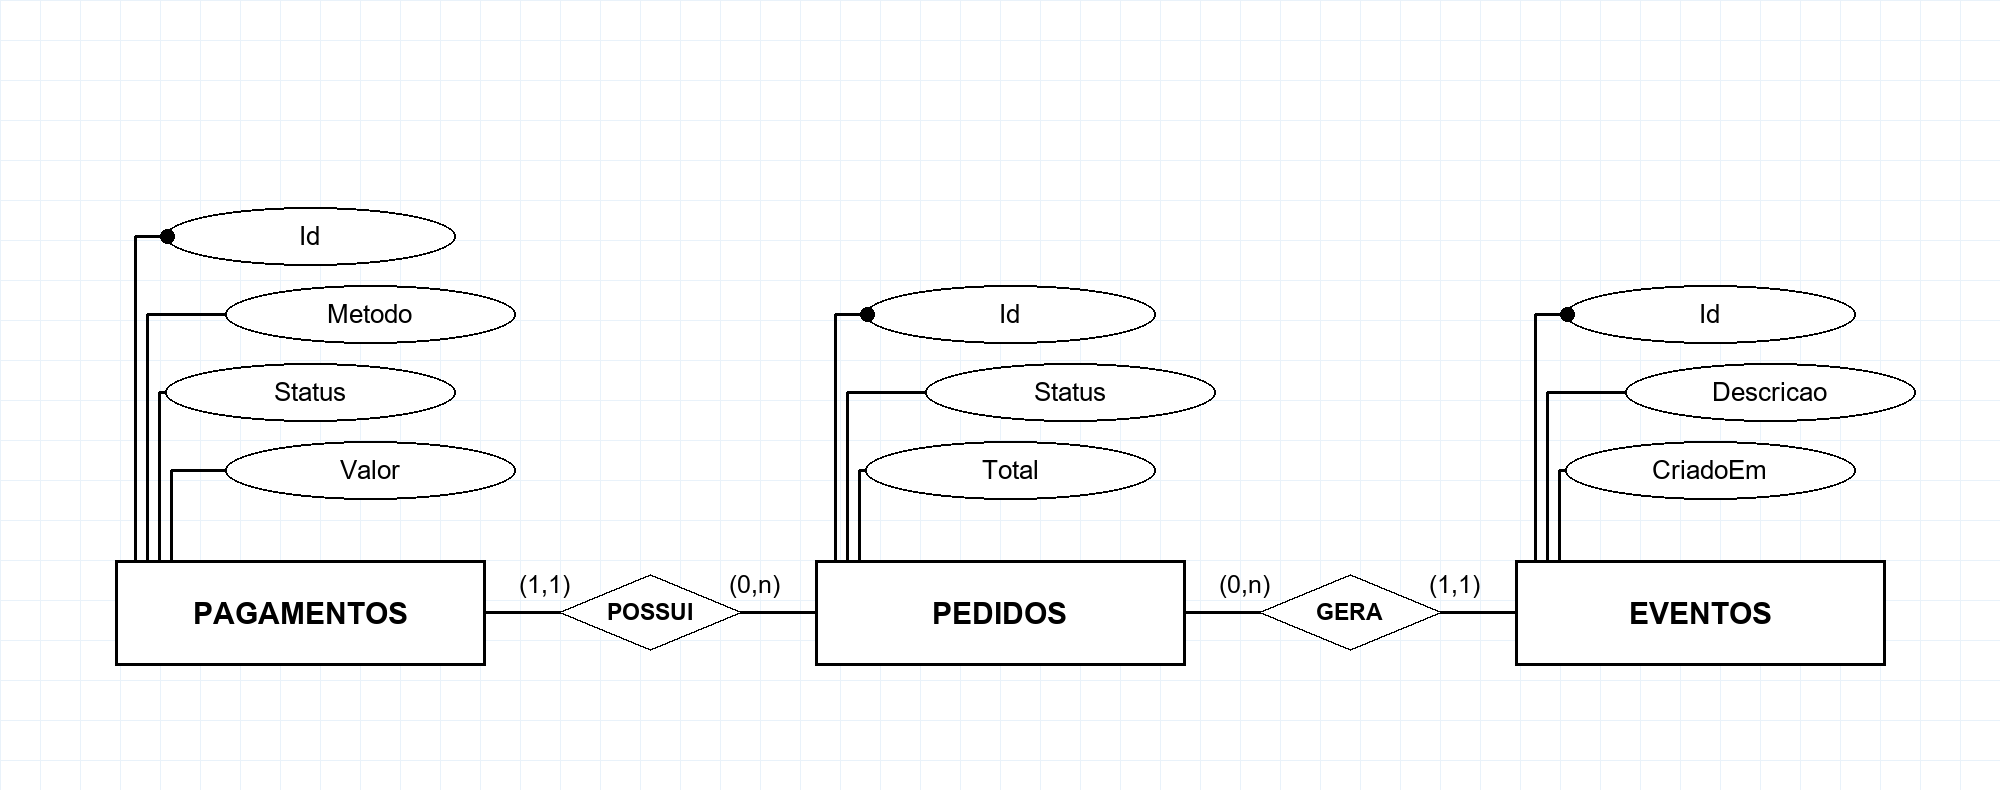 Id
Metodo
Status
Valor
PAGAMENTOS
(1,1)
POSSUI
(0,n)
Id
Status
Total
PEDIDOS
(0,n)
GERA
(1,1)
Id
Descricao
CriadoEm
EVENTOS